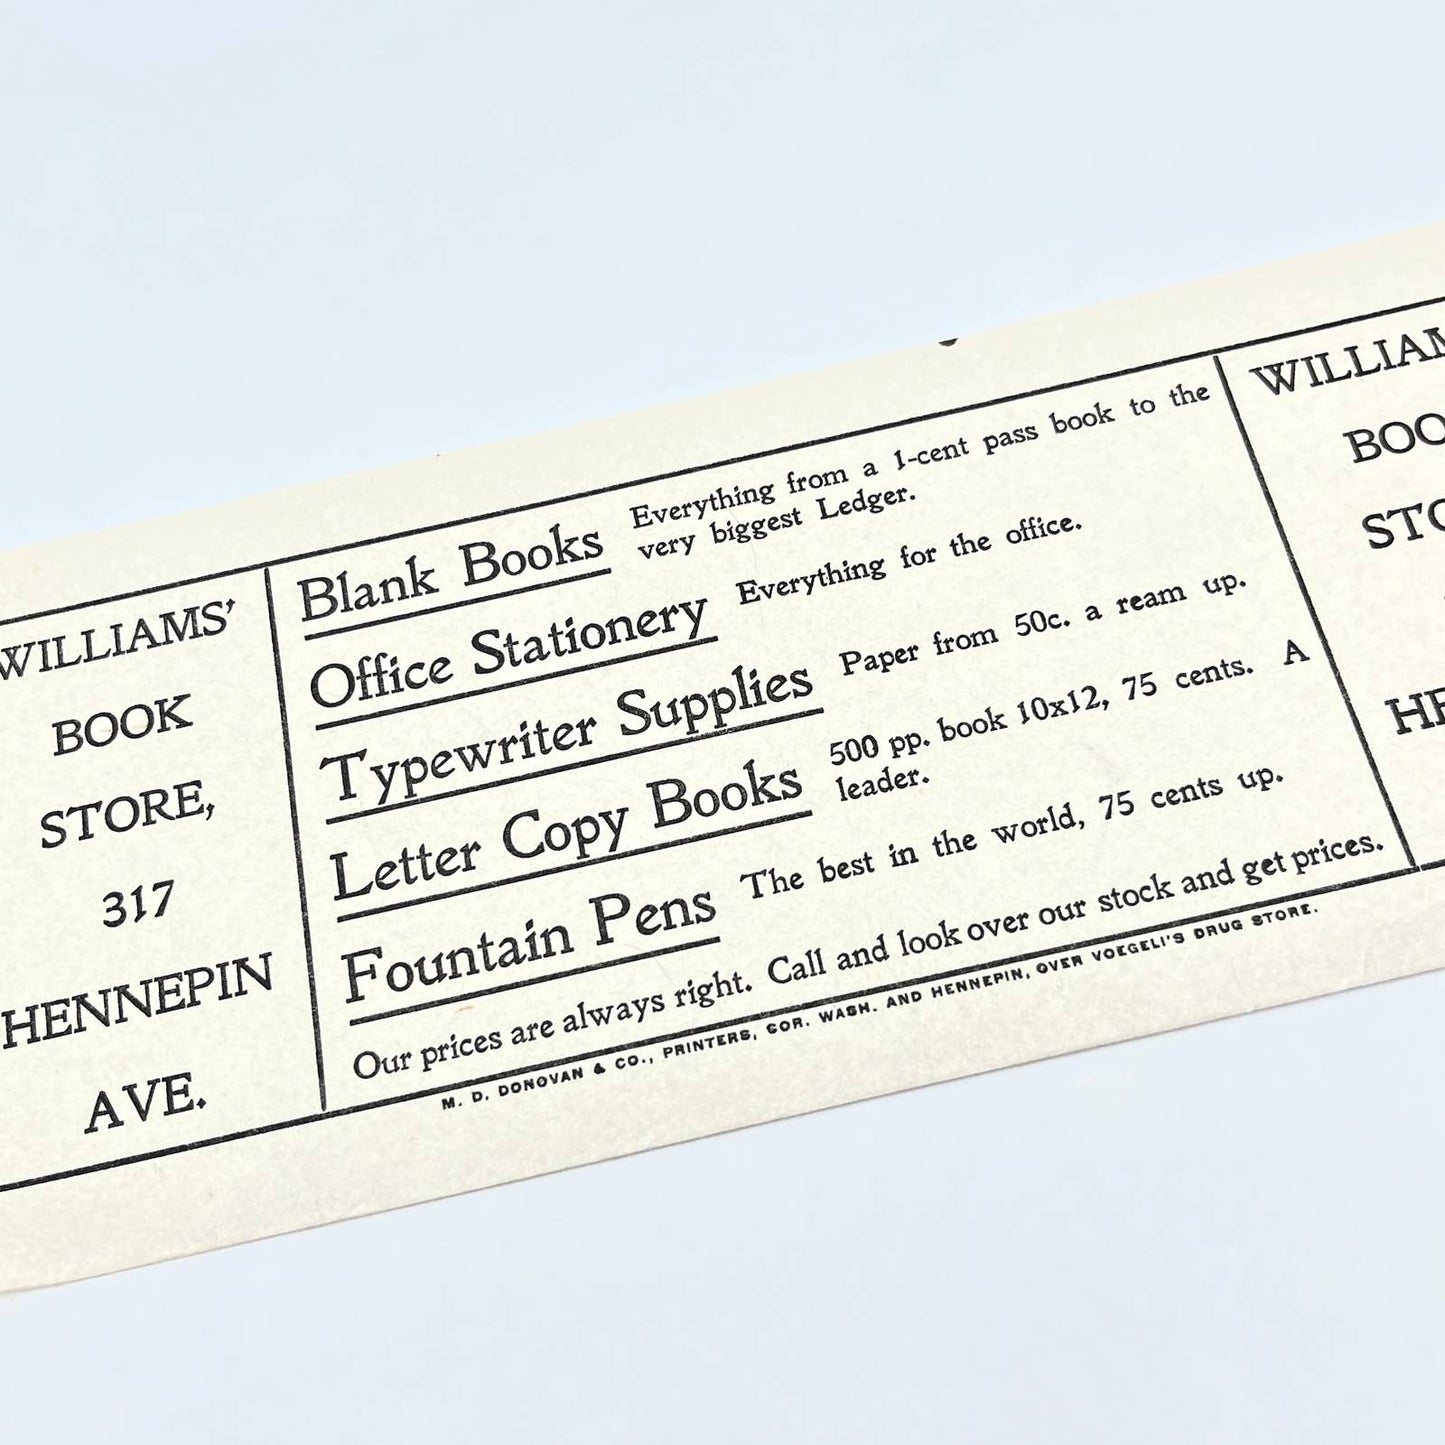 WILLIAMS'
BOOK
STORE,
317
HENNEPIN
AVE.
Blank Books Everything from a 1-cent pass book to the
very biggest Ledger.
Office Stationery Everything for the office.
Typewriter Supplies Paper from 50c. a ream up.
Letter Copy Books 500 pp. book 10x12, 75 cents. A
leader.
Fountain Pens The best in the world, 75 cents up.
Our prices are always right. Call and look over our stock and get prices.
M. D. DONOVAN & CO., PRINTERS, COR. WASH. AND HENNEPIN, OVER VOEGELI'S DRUG STORE.